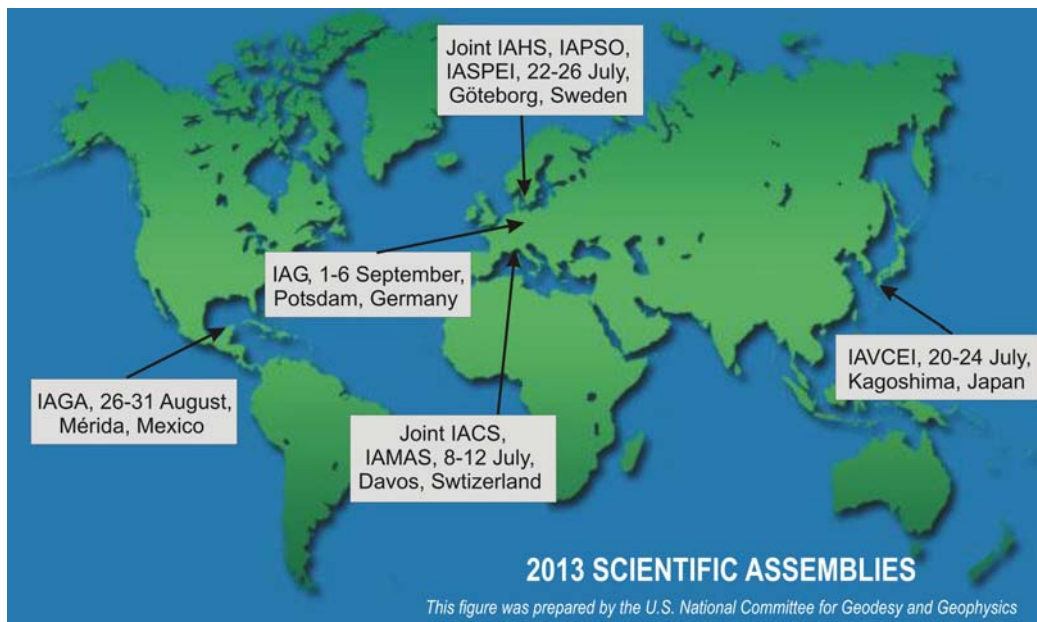 Joint IAHS, IAPSO,
IASPEI, 22-26 July,
Göteborg, Sweden
IAG, 1-6 September,
Potsdam, Germany
IAVCEI, 20-24 July,
Kagoshima, Japan
IAGA, 26-31 August,
Mérida, Mexico
Joint IACS,
IAMAS, 8-12 July,
Davos, Swtizerland
2013 SCIENTIFIC ASSEMBLIES
This figure was prepared by the U.S. National Committee for Geodesy and Geophysics